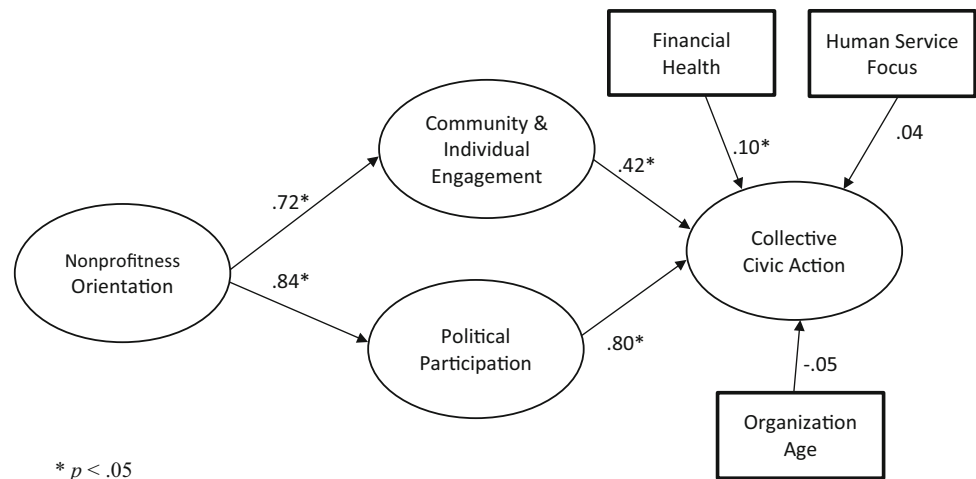 Financial
Health
Human Service
Focus
Community &
Individual
Engagement
.10*
.04
.42*
.72*
Nonprofitness
Orientation
Collective
Civic Action
.84*
Political
Participation
.80*
-.05
Organization
Age
* p < .05